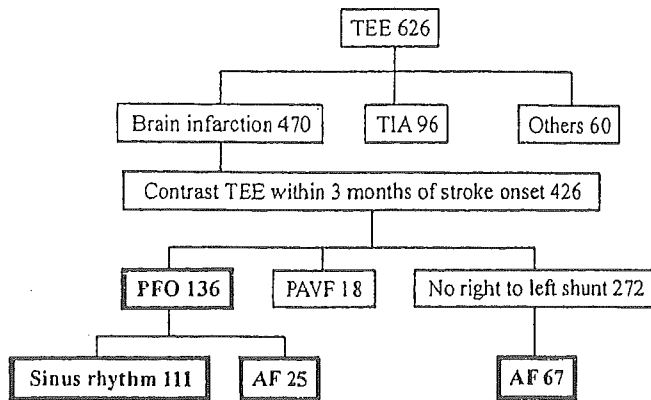 TEE 626
Brain infarction 470
TIA 96
Others 60
Contrast TEE within 3 months of stroke onset 426
PFO 136
PAVF 18
No right to left shunt 272
Sinus rhythm 111
AF 25
AF 67